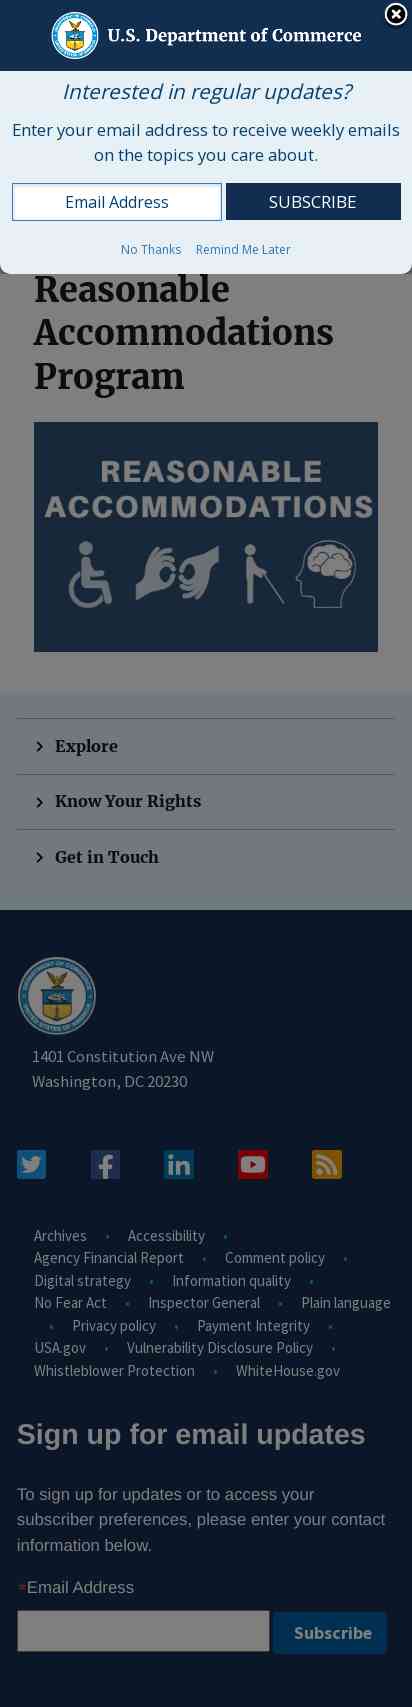 U.S. Department of Commerce
Interested in regular updates?
Enter your email address to receive weekly emails
on the topics you care about.
Email Address
SUBSCRIBE
No Thanks Remind Me Later
Reasonable
Accommodations
Program
REASONABLE
ACCOMMODATIONS
Explore
Know Your Rights
Get in Touch
1401 Constitution Ave NW
Washington, DC 20230
Archives • Accessibility •
Agency Financial Report • Comment policy •
Digital strategy • Information quality •
No Fear Act • Inspector General • Plain language
• Privacy policy • Payment Integrity •
USA.gov • Vulnerability Disclosure Policy •
Whistleblower Protection • WhiteHouse.gov
Sign up for email updates
To sign up for updates or to access your
subscriber preferences, please enter your contact
information below.
*Email Address
Subscribe